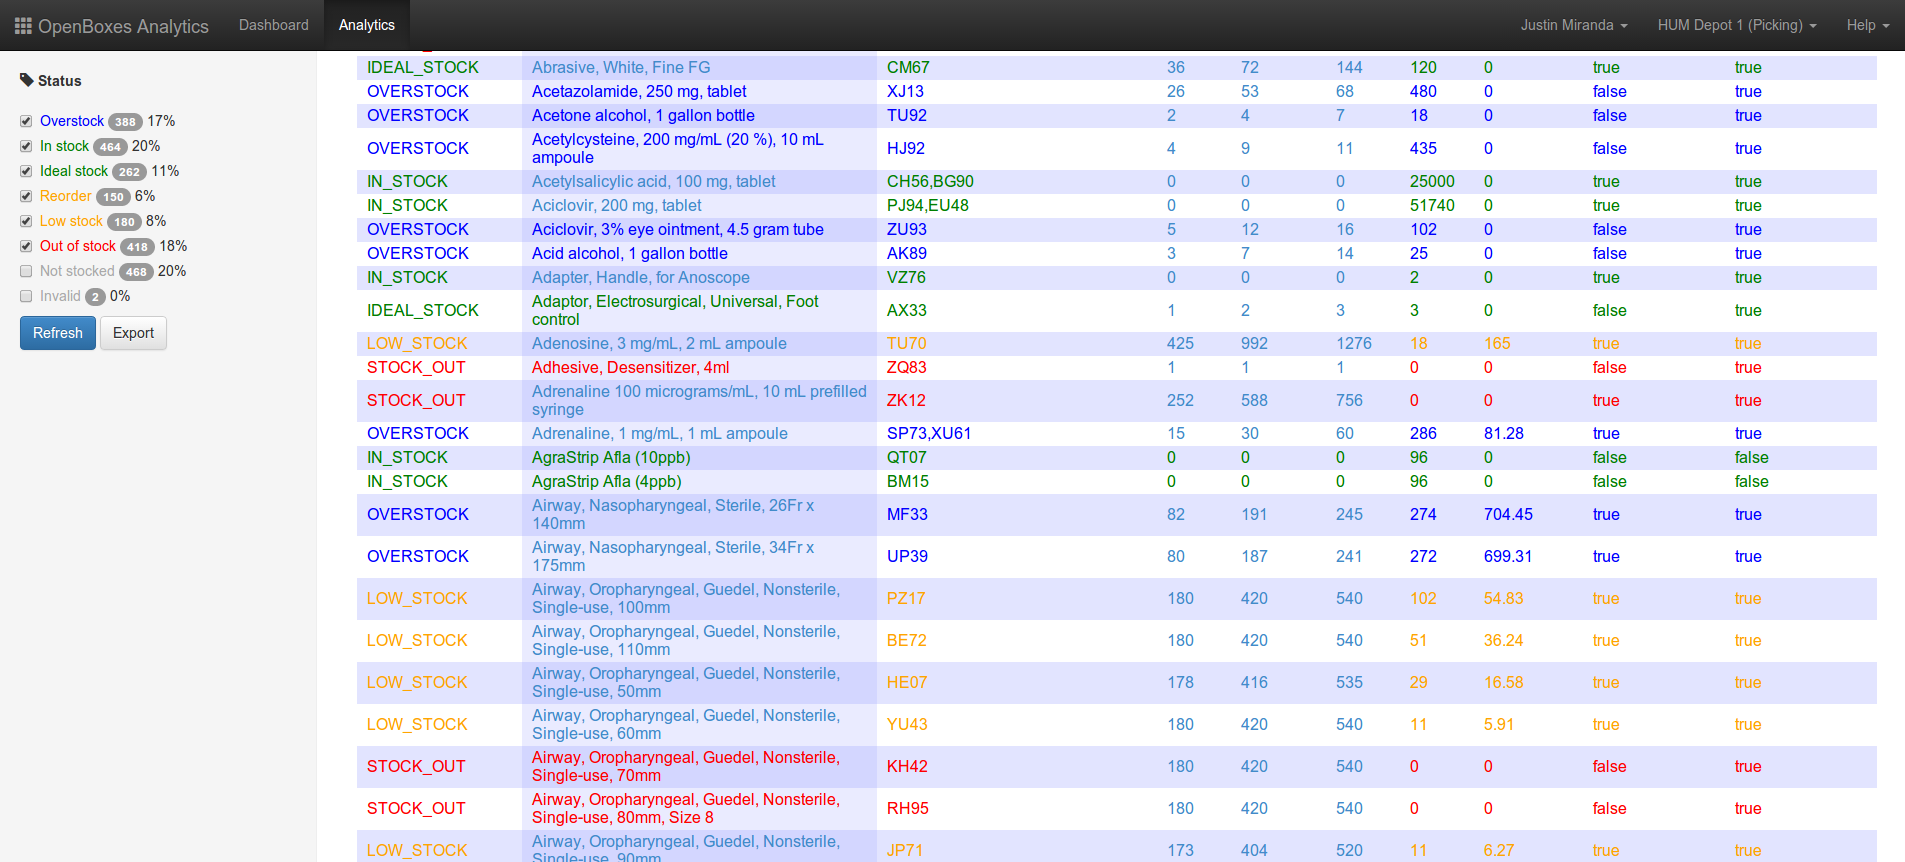 OpenBoxes Analytics Dashboard Analytics Justin Miranda HUM Depot 1 (Picking) Help
Status
Overstock 388 17%
In stock 464 20%
Ideal stock 262 11%
Reorder 150 6%
Low stock 180 8%
Out of stock 418 18%
Not stocked 468 20%
Invalid 2 0%
Refresh Export
IDEAL_STOCK Abrasive, White, Fine FG CM67 36 72 144 120 0 true true
OVERSTOCK Acetazolamide, 250 mg, tablet XJ13 26 53 68 480 0 false true
OVERSTOCK Acetone alcohol, 1 gallon bottle TU92 2 4 7 18 0 false true
OVERSTOCK Acetylcysteine, 200 mg/mL (20 %), 10 mL
ampoule HJ92 4 9 11 435 0 false true
IN_STOCK Acetylsalicylic acid, 100 mg, tablet CH56,BG90 0 0 0 25000 0 true true
IN_STOCK Aciclovir, 200 mg, tablet PJ94,EU48 0 0 0 51740 0 true true
OVERSTOCK Aciclovir, 3% eye ointment, 4.5 gram tube ZU93 5 12 16 102 0 false true
OVERSTOCK Acid alcohol, 1 gallon bottle AK89 3 7 14 25 0 false true
IN_STOCK Adapter, Handle, for Anoscope VZ76 0 0 0 2 0 true true
IDEAL_STOCK Adaptor, Electrosurgical, Universal, Foot
control AX33 1 2 3 3 0 false true
LOW_STOCK Adenosine, 3 mg/mL, 2 mL ampoule TU70 425 992 1276 18 165 true true
STOCK_OUT Adhesive, Desensitizer, 4ml ZQ83 1 1 1 0 0 false true
STOCK_OUT Adrenaline 100 micrograms/mL, 10 mL prefilled
syringe ZK12 252 588 756 0 0 true true
OVERSTOCK Adrenaline, 1 mg/mL, 1 mL ampoule SP73,XU61 15 30 60 286 81.28 true true
IN_STOCK AgraStrip Afla (10ppb) QT07 0 0 0 96 0 false false
IN_STOCK AgraStrip Afla (4ppb) BM15 0 0 0 96 0 false false
OVERSTOCK Airway, Nasopharyngeal, Sterile, 26Fr x
140mm MF33 82 191 245 274 704.45 true true
OVERSTOCK Airway, Nasopharyngeal, Sterile, 34Fr x
175mm UP39 80 187 241 272 699.31 true true
LOW_STOCK Airway, Oropharyngeal, Guedel, Nonsterile,
Single-use, 100mm PZ17 180 420 540 102 54.83 true true
LOW_STOCK Airway, Oropharyngeal, Guedel, Nonsterile,
Single-use, 110mm BE72 180 420 540 51 36.24 true true
LOW_STOCK Airway, Oropharyngeal, Guedel, Nonsterile,
Single-use, 50mm HE07 178 416 535 29 16.58 true true
LOW_STOCK Airway, Oropharyngeal, Guedel, Nonsterile,
Single-use, 60mm YU43 180 420 540 11 5.91 true true
STOCK_OUT Airway, Oropharyngeal, Guedel, Nonsterile,
Single-use, 70mm KH42 180 420 540 0 0 false true
STOCK_OUT Airway, Oropharyngeal, Guedel, Nonsterile,
Single-use, 80mm, Size 8 RH95 180 420 540 0 0 false true
LOW_STOCK Airway, Oropharyngeal, Guedel, Nonsterile,
Single-use, 90mm JP71 173 404 520 11 6.27 true true